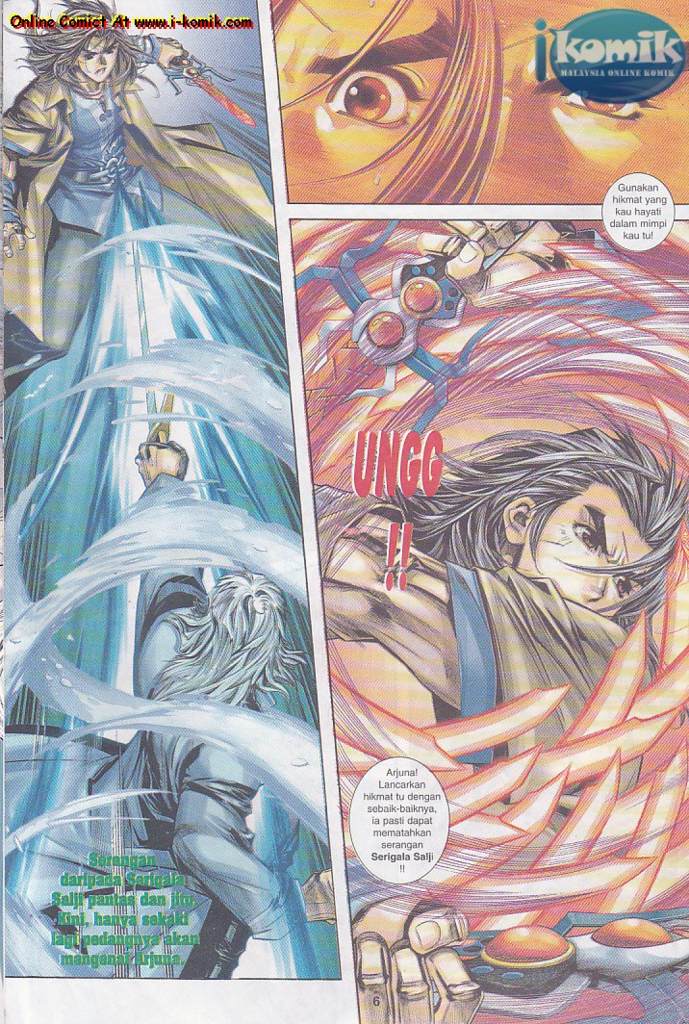 Online Comict At www.i-komik.com
ikomik
MALAYSIA ONLINE KOMIK
Gunakan
hikmat yang
kau hayati
dalam mimpi
kau tu!
UNGG
!!
Arjuna!
Lancarkan
hikmat tu dengan
sebaik-baiknya,
ia pasti dapat
mematahkan
serangan
Serigala Salji
!!
Serangan
daripada Serigala
Salji pantas dan jitu.
Kini, hanya sekaki
lagi pedangnya akan
mengenai Arjuna.
6